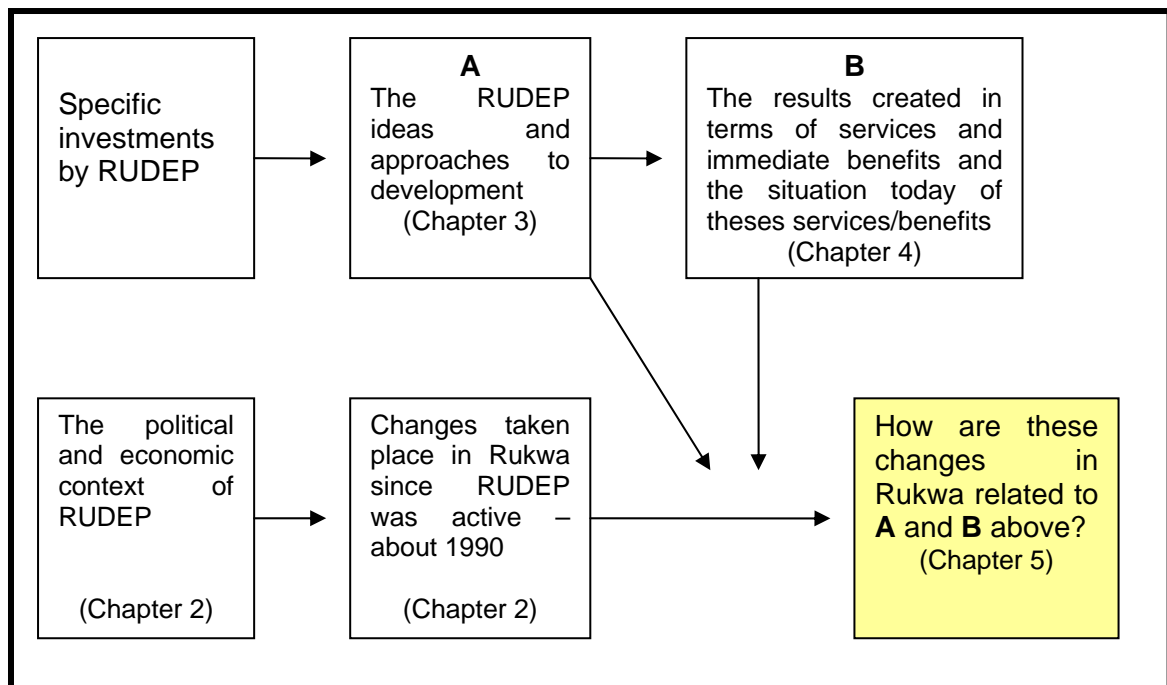 Specific
investments
by RUDEP
A
The RUDEP
ideas and
approaches to
development
(Chapter 3)
B
The results created in
terms of services and
immediate benefits and
the situation today of
theses services/benefits
(Chapter 4)
The political
and economic
context of
RUDEP
(Chapter 2)
Changes taken
place in Rukwa
since RUDEP
was active –
about 1990
(Chapter 2)
How are these
changes in
Rukwa related to
A and B above?
(Chapter 5)